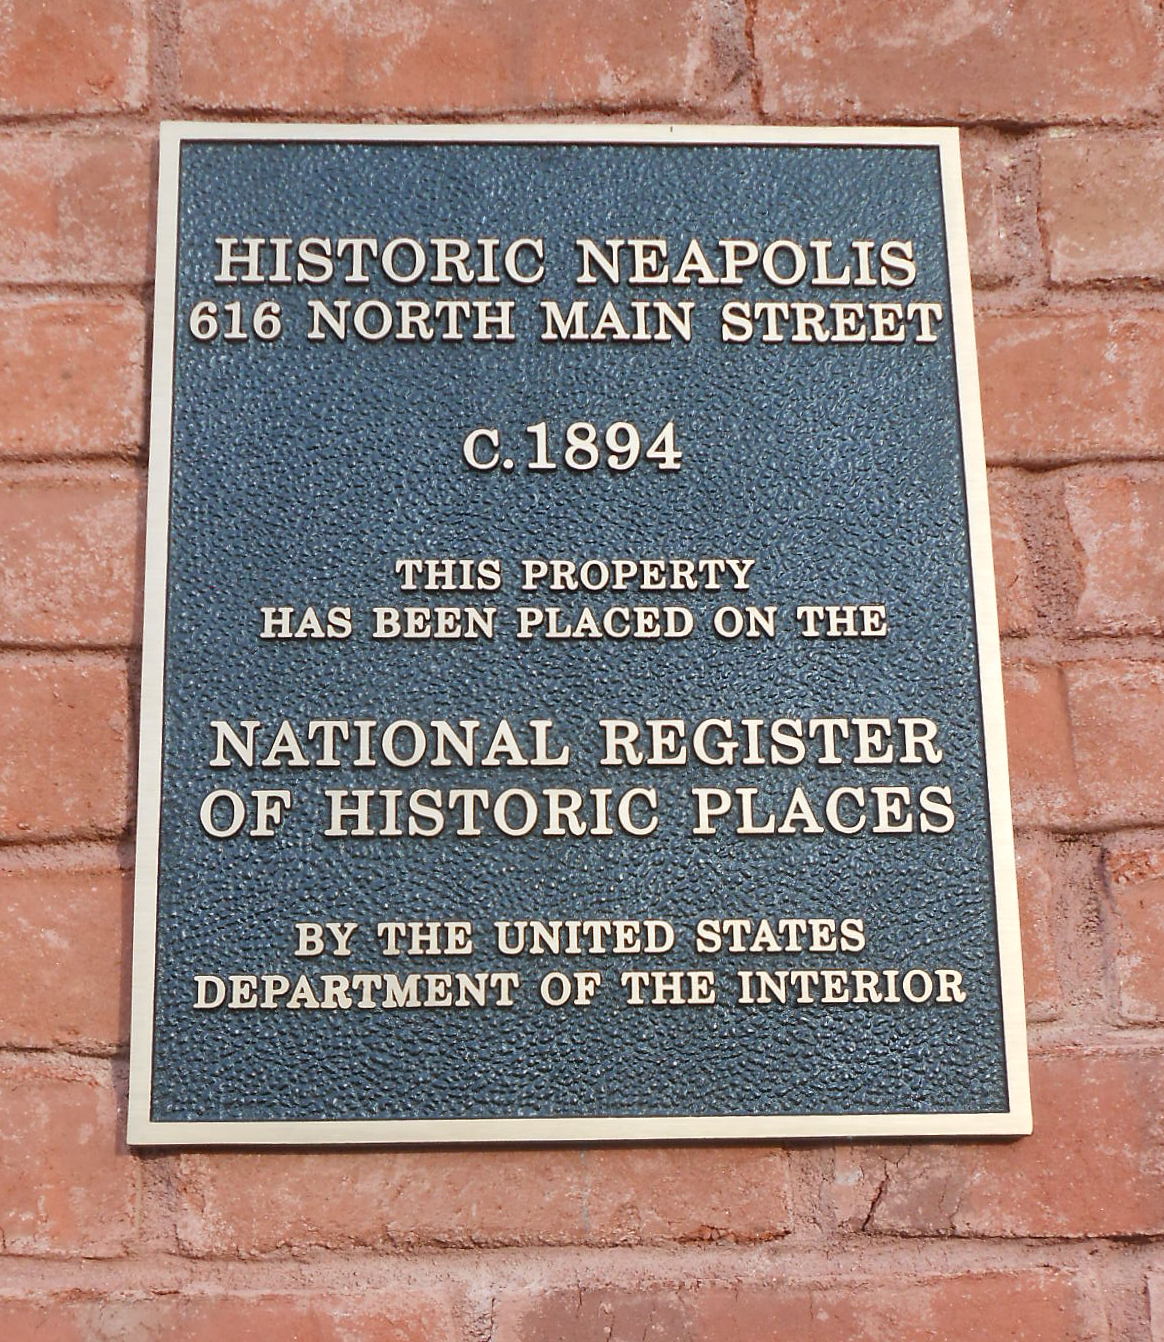 HISTORIC NEAPOLIS
616 NORTH MAIN STREET
C.1894
THIS PROPERTY
HAS BEEN PLACED ON THE
NATIONAL REGISTER
OF HISTORIC PLACES
BY THE UNITED STATES
DEPARTMENT OF THE INTERIOR